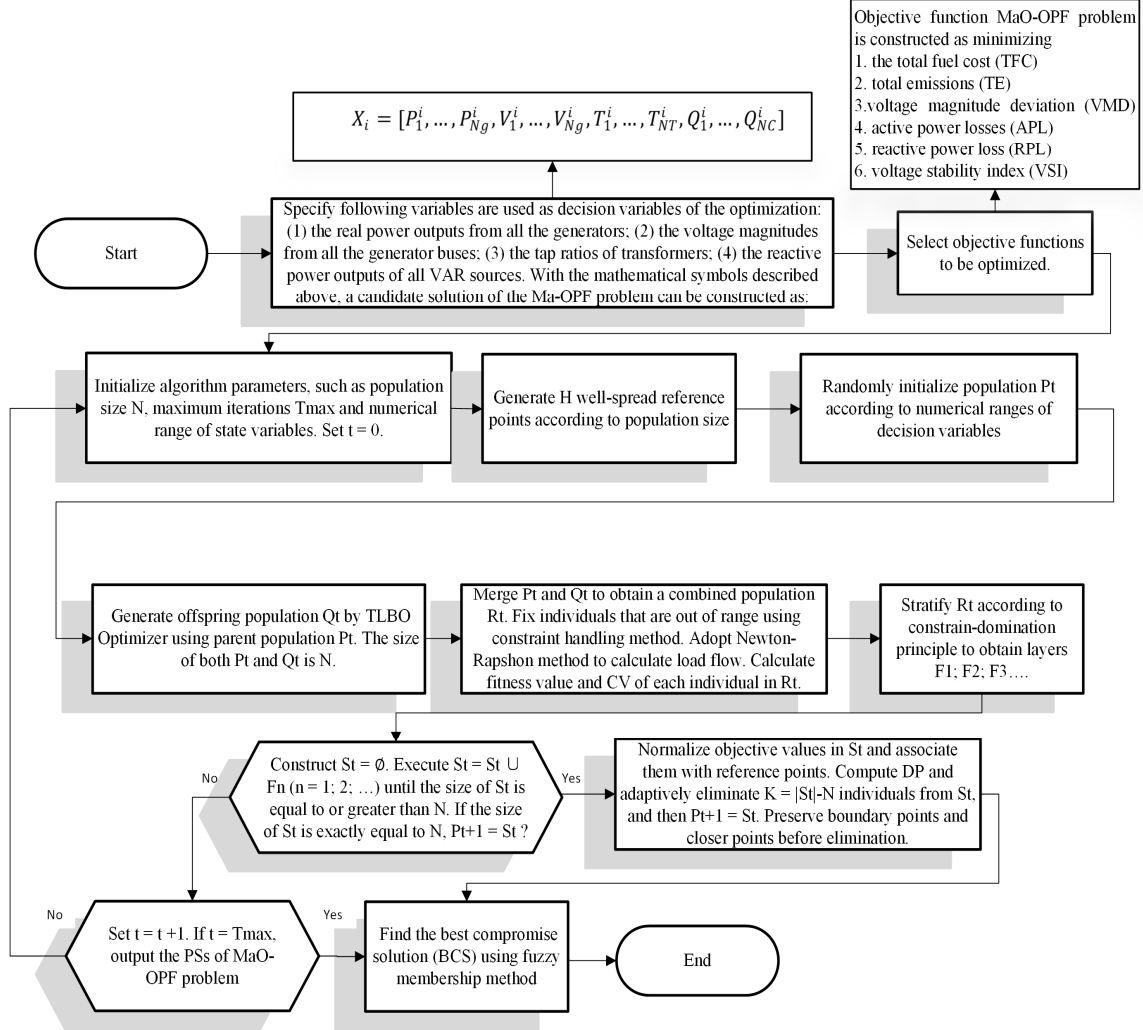 Objective function MaO-OPF problem
is constructed as minimizing
1. the total fuel cost (TFC)
2. total emissions (TE)
3.voltage magnitude deviation (VMD)
4. active power losses (APL)
5. reactive power loss (RPL)
6. voltage stability index (VSI)
X_i = [P_1^i, … , P_{Ng}^i, V_1^i, … , V_{Ng}^i, T_1^i, … , T_{NT}^i, Q_1^i, … , Q_{NC}^i]
Start
Specify following variables are used as decision variables of the optimization:
(1) the real power outputs from all the generators; (2) the voltage magnitudes
from all the generator buses; (3) the tap ratios of transformers; (4) the reactive
power outputs of all VAR sources. With the mathematical symbols described
above, a candidate solution of the Ma-OPF problem can be constructed as:
Select objective functions
to be optimized.
Initialize algorithm parameters, such as population
size N, maximum iterations Tmax and numerical
range of state variables. Set t = 0.
Generate H well-spread reference
points according to population size
Randomly initialize population Pt
according to numerical ranges of
decision variables
Generate offspring population Qt by TLBO
Optimizer using parent population Pt. The size
of both Pt and Qt is N.
Merge Pt and Qt to obtain a combined population
Rt. Fix individuals that are out of range using
constraint handling method. Adopt Newton-
Rapshon method to calculate load flow. Calculate
fitness value and CV of each individual in Rt.
Stratify Rt according to
constrain-domination
principle to obtain layers
F1; F2; F3….
No
Construct St = ∅. Execute St = St ∪
Fn (n = 1; 2; …) until the size of St is
equal to or greater than N. If the size
of St is exactly equal to N, Pt+1 = St ?
Yes
Normalize objective values in St and associate
them with reference points. Compute DP and
adaptively eliminate K = |St|-N individuals from St,
and then Pt+1 = St. Preserve boundary points and
closer points before elimination.
No
Set t = t +1. If t = Tmax,
output the PSs of MaO-
OPF problem
Yes
Find the best compromise
solution (BCS) using fuzzy
membership method
End